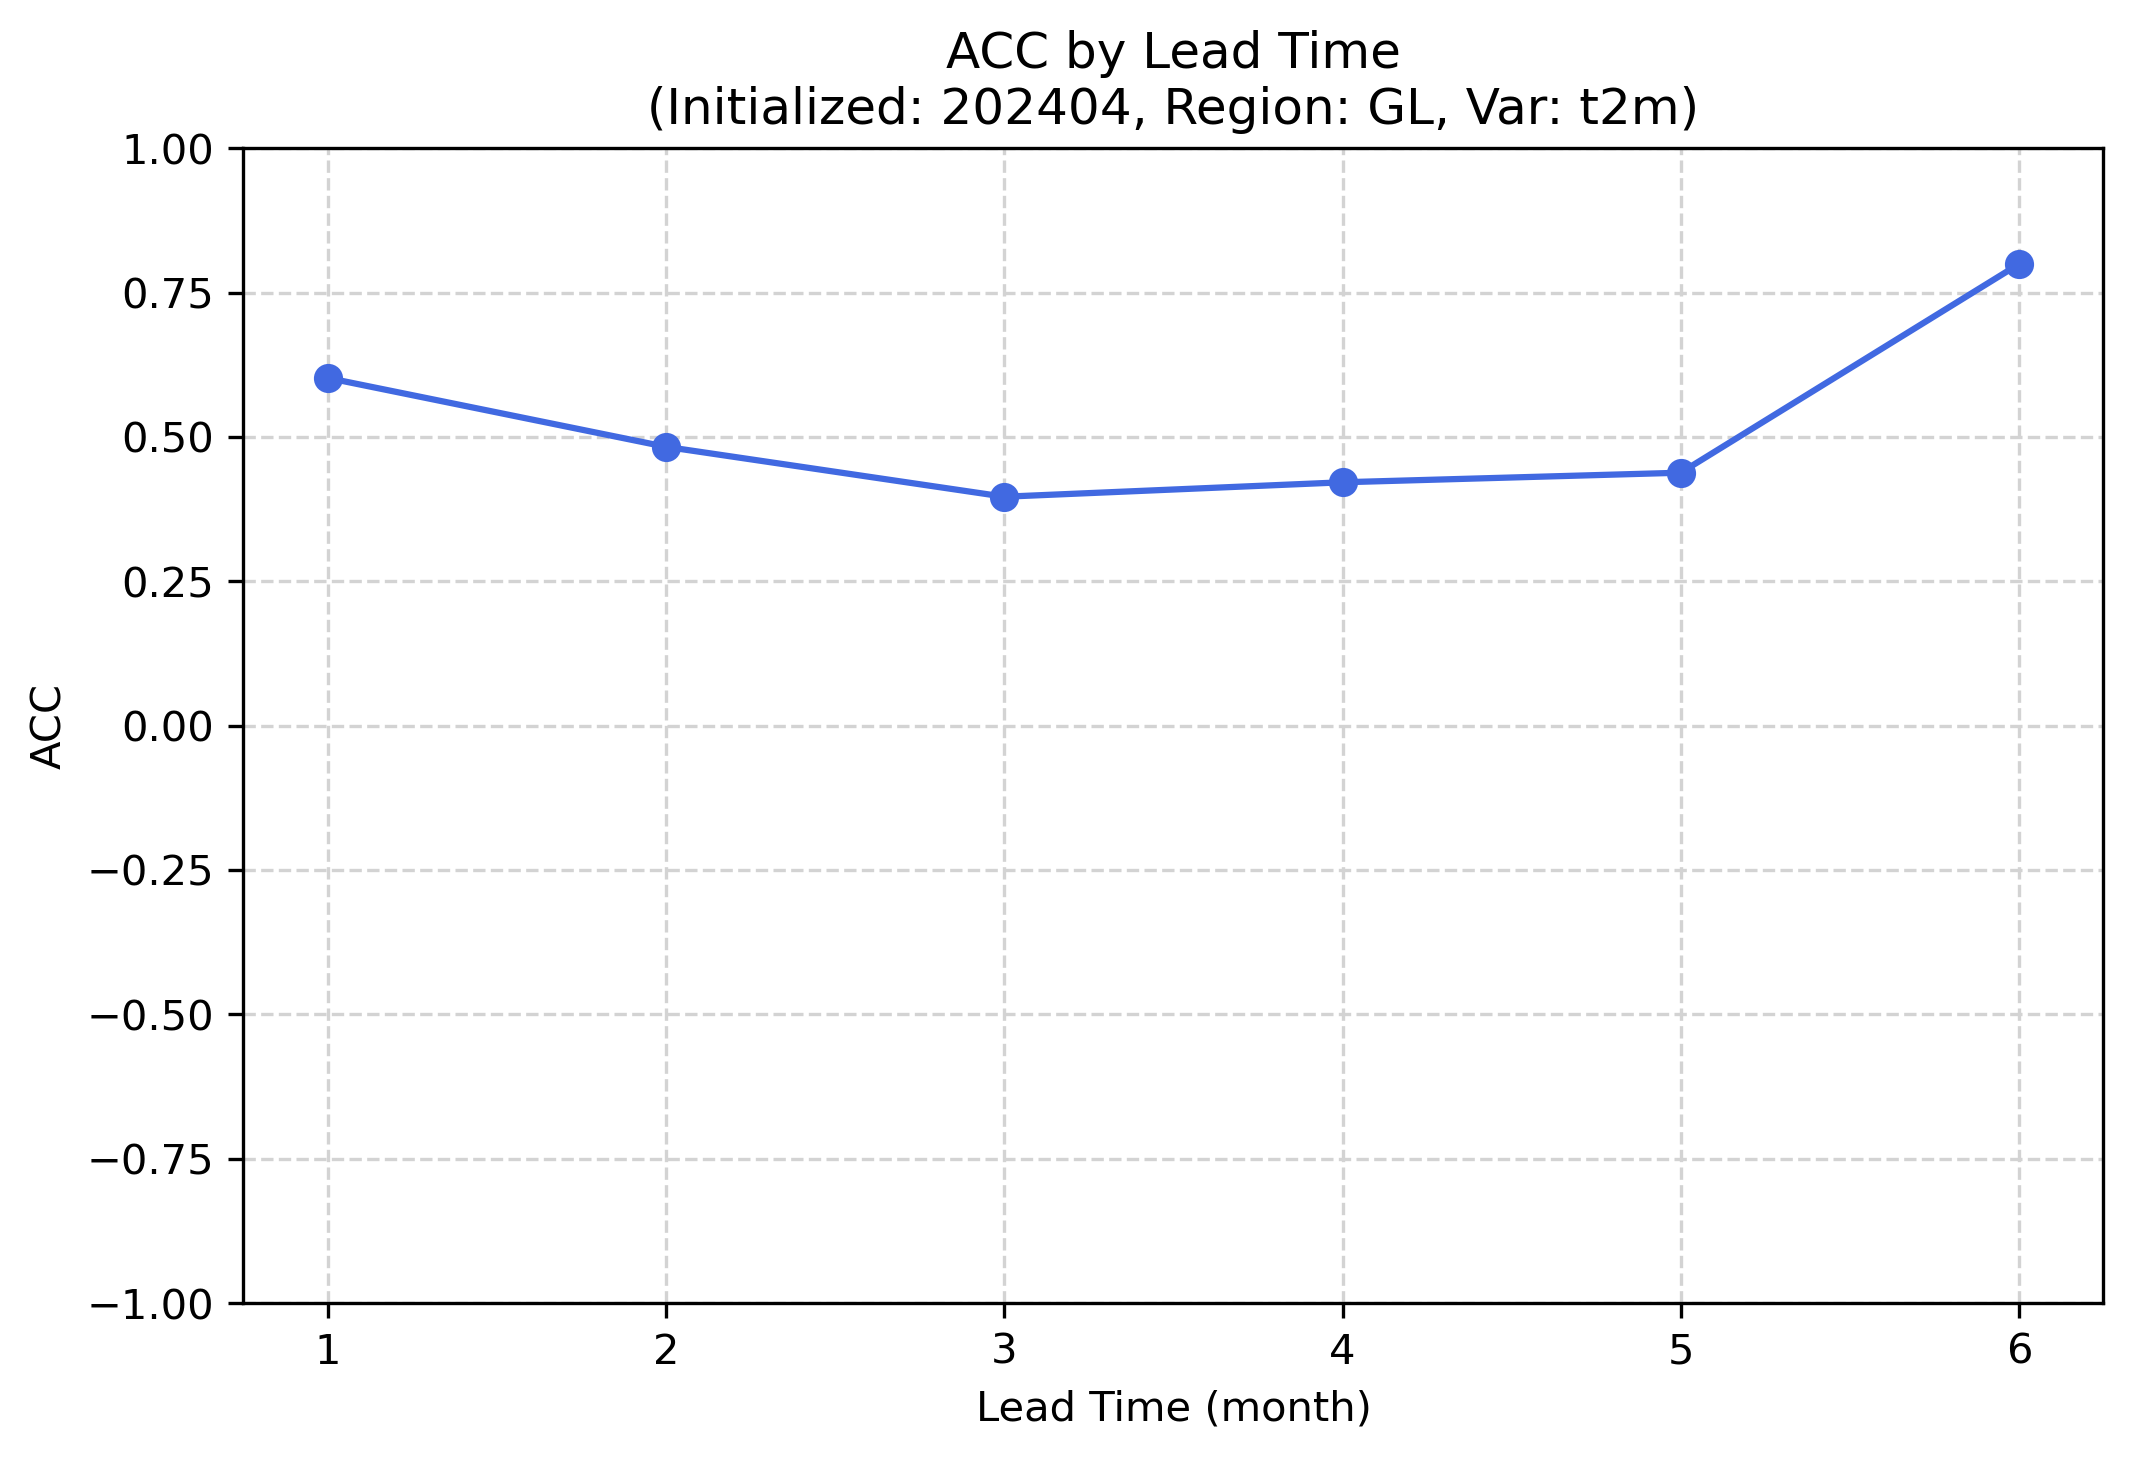 ACC by Lead Time
(Initialized: 202404, Region: GL, Var: t2m)
1.00
0.75
0.50
0.25
0.00
−0.25
−0.50
−0.75
−1.00
ACC
1 2 3 4 5 6
Lead Time (month)